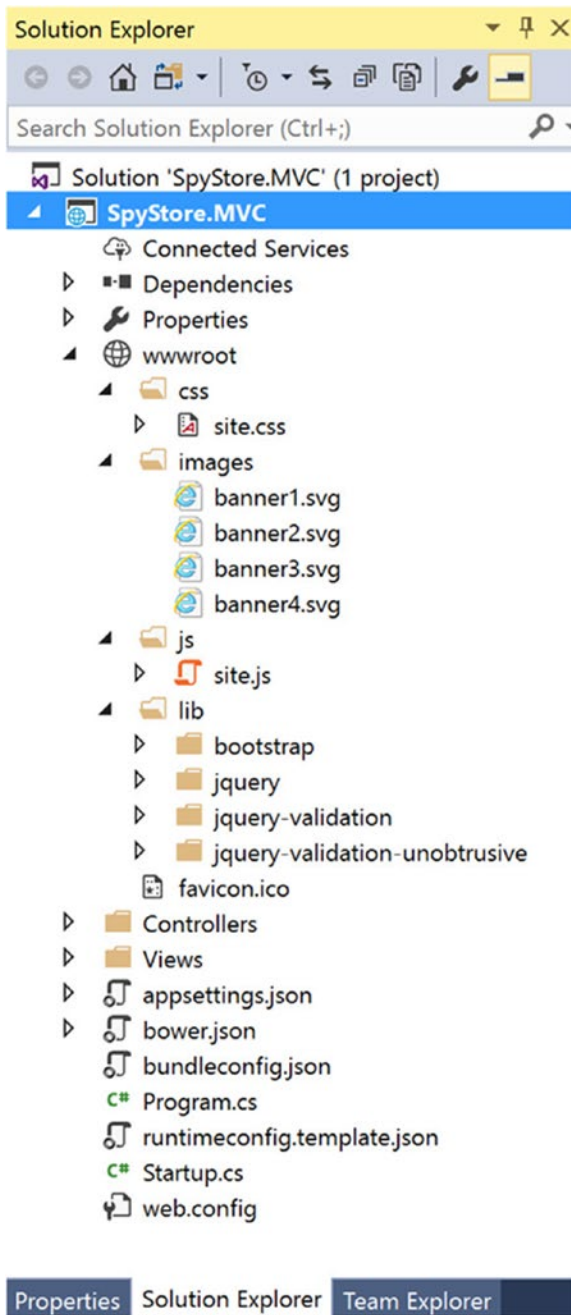 Solution Explorer
Search Solution Explorer (Ctrl+;)
Solution 'SpyStore.MVC' (1 project)
SpyStore.MVC
Connected Services
Dependencies
Properties
wwwroot
css
site.css
images
banner1.svg
banner2.svg
banner3.svg
banner4.svg
js
site.js
lib
bootstrap
jquery
jquery-validation
jquery-validation-unobtrusive
favicon.ico
Controllers
Views
appsettings.json
bower.json
bundleconfig.json
C# Program.cs
runtimeconfig.template.json
C# Startup.cs
web.config
Properties Solution Explorer Team Explorer